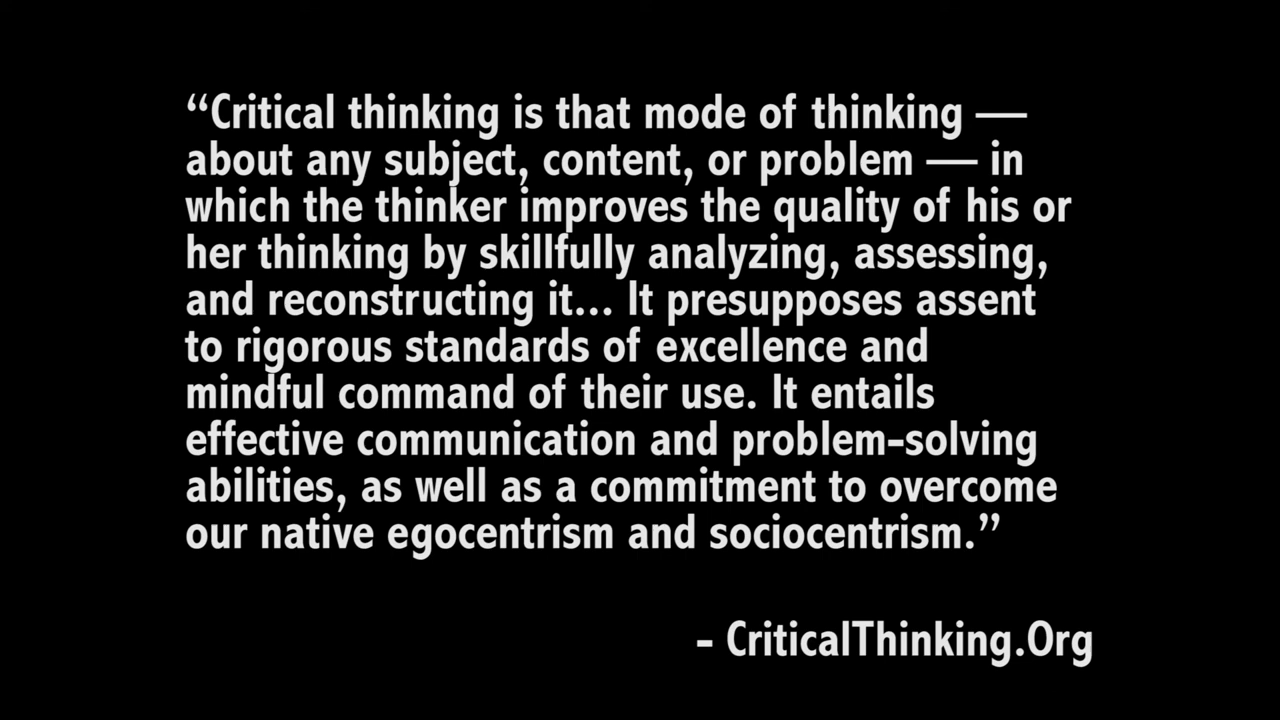 “Critical thinking is that mode of thinking —
about any subject, content, or problem — in
which the thinker improves the quality of his or
her thinking by skillfully analyzing, assessing,
and reconstructing it... It presupposes assent
to rigorous standards of excellence and
mindful command of their use. It entails
effective communication and problem-solving
abilities, as well as a commitment to overcome
our native egocentrism and sociocentrism.”
- CriticalThinking.Org